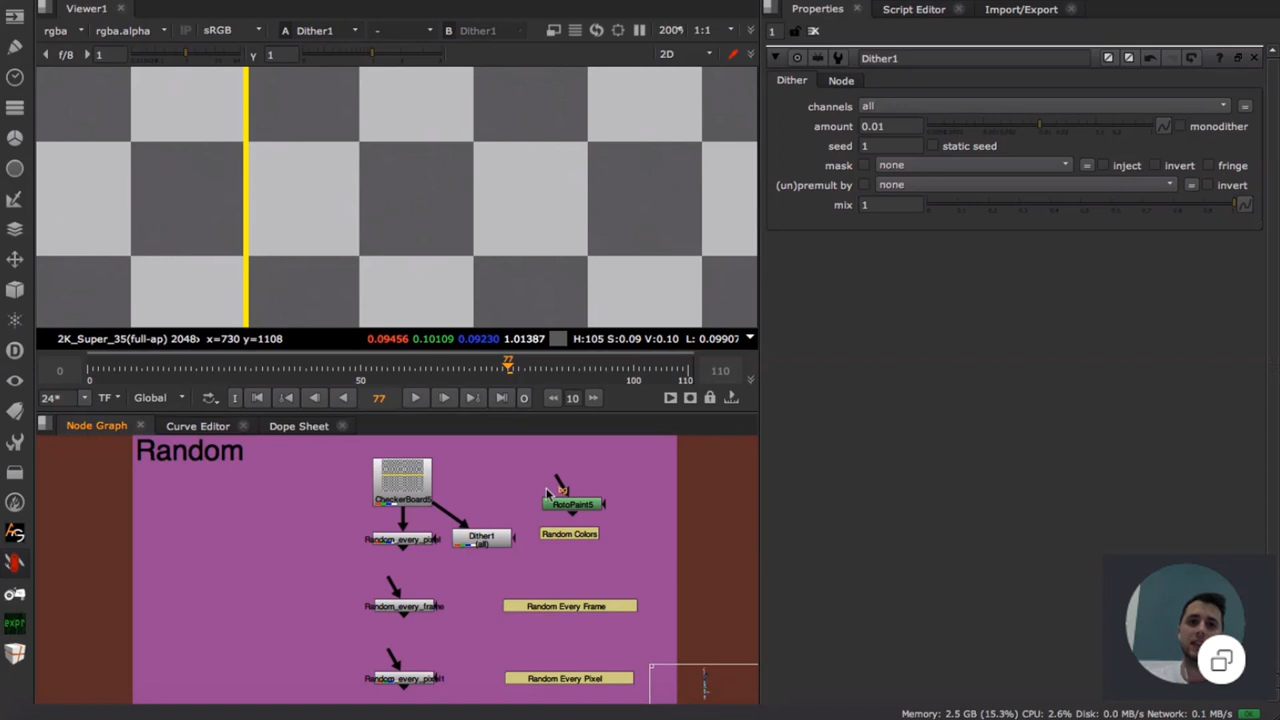 Viewer1
Properties
Script Editor
Import/Export
rgba
rgba.alpha
IP
sRGB
A Dither1
-
B Dither1
200%
1:1
1
f/8
1
Y
1
2D
Dither1
Dither
Node
channels
all
amount
0.01
monodither
seed
1
static seed
mask
none
inject
invert
fringe
(un)premult by
none
invert
mix
1
2K_Super_35(full-ap) 2048 x=730 y=1108
0.09456
0.10109
0.09230
1.01387
H:105 S:0.09 V:0.10
L: 0.09907
77
0
0
50
100
110
110
24*
TF
Global
I
77
O
10
Node Graph
Curve Editor
Dope Sheet
Random
CheckerBoard5
bg
RotoPaint5
Random_every_pixel
Dither1
(all)
Random Colors
Random_every_frame
Random Every Frame
Random_every_pixel1
Random Every Pixel
expr
Memory: 2.5 GB (15.3%) CPU: 2.6% Disk: 0.0 MB/s Network: 0.1 MB/s